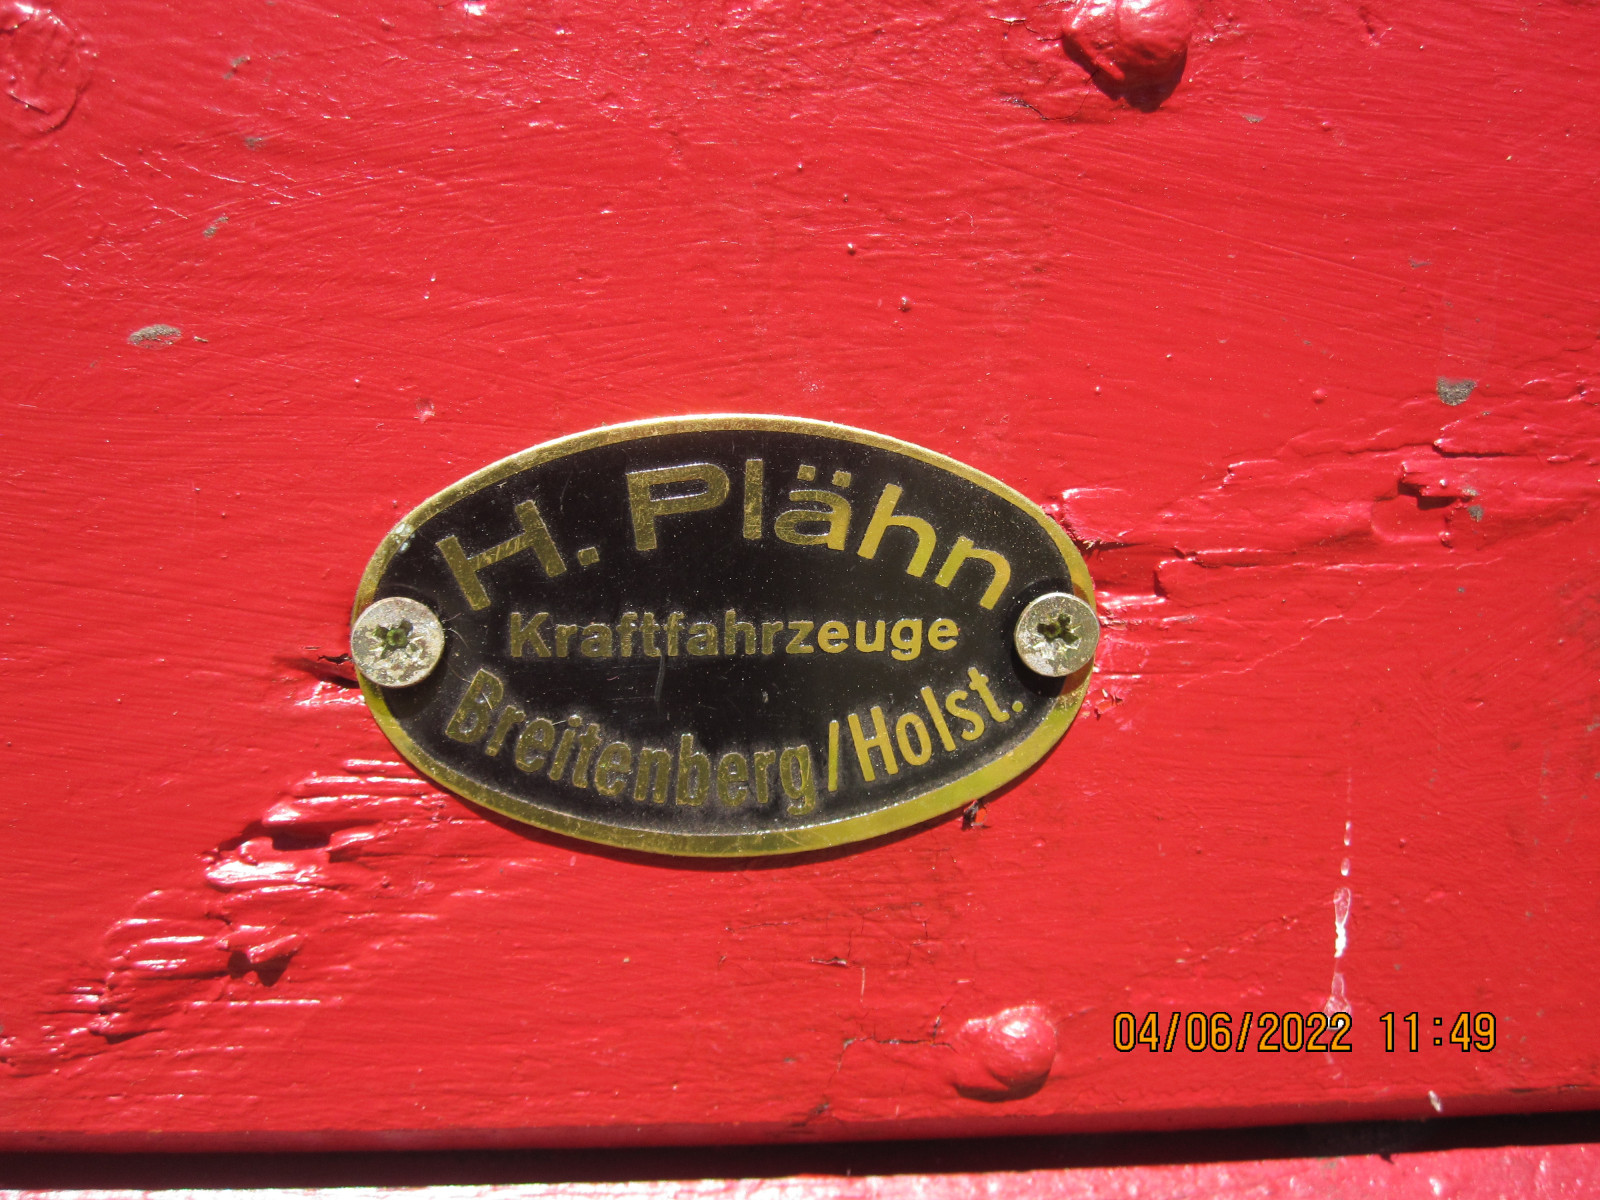 H. Plähn
Kraftfahrzeuge
Breitenberg/Holst.
04/06/2022 11:49